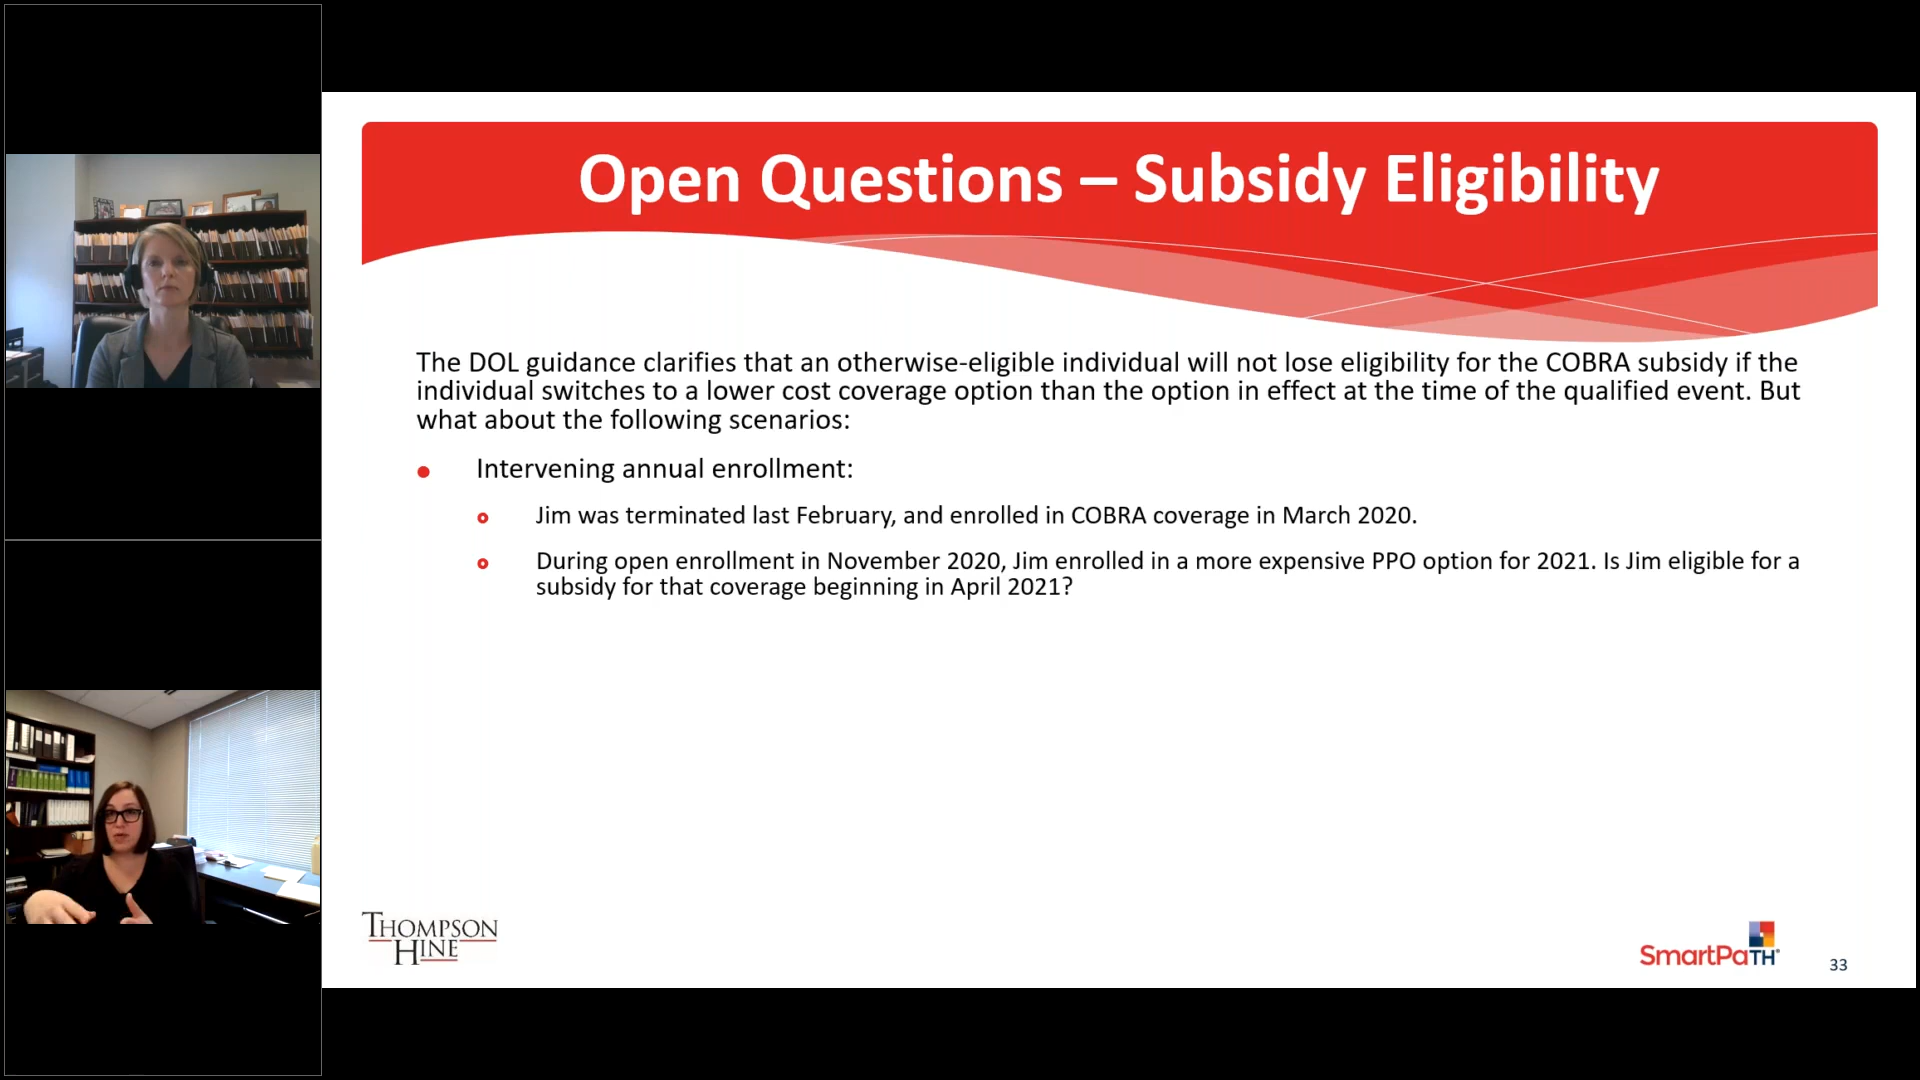 Open Questions – Subsidy Eligibility
The DOL guidance clarifies that an otherwise-eligible individual will not lose eligibility for the COBRA subsidy if the
individual switches to a lower cost coverage option than the option in effect at the time of the qualified event. But
what about the following scenarios:
Intervening annual enrollment:
Jim was terminated last February, and enrolled in COBRA coverage in March 2020.
During open enrollment in November 2020, Jim enrolled in a more expensive PPO option for 2021. Is Jim eligible for a
subsidy for that coverage beginning in April 2021?
THOMPSON
HINE
SmartPaTH
33